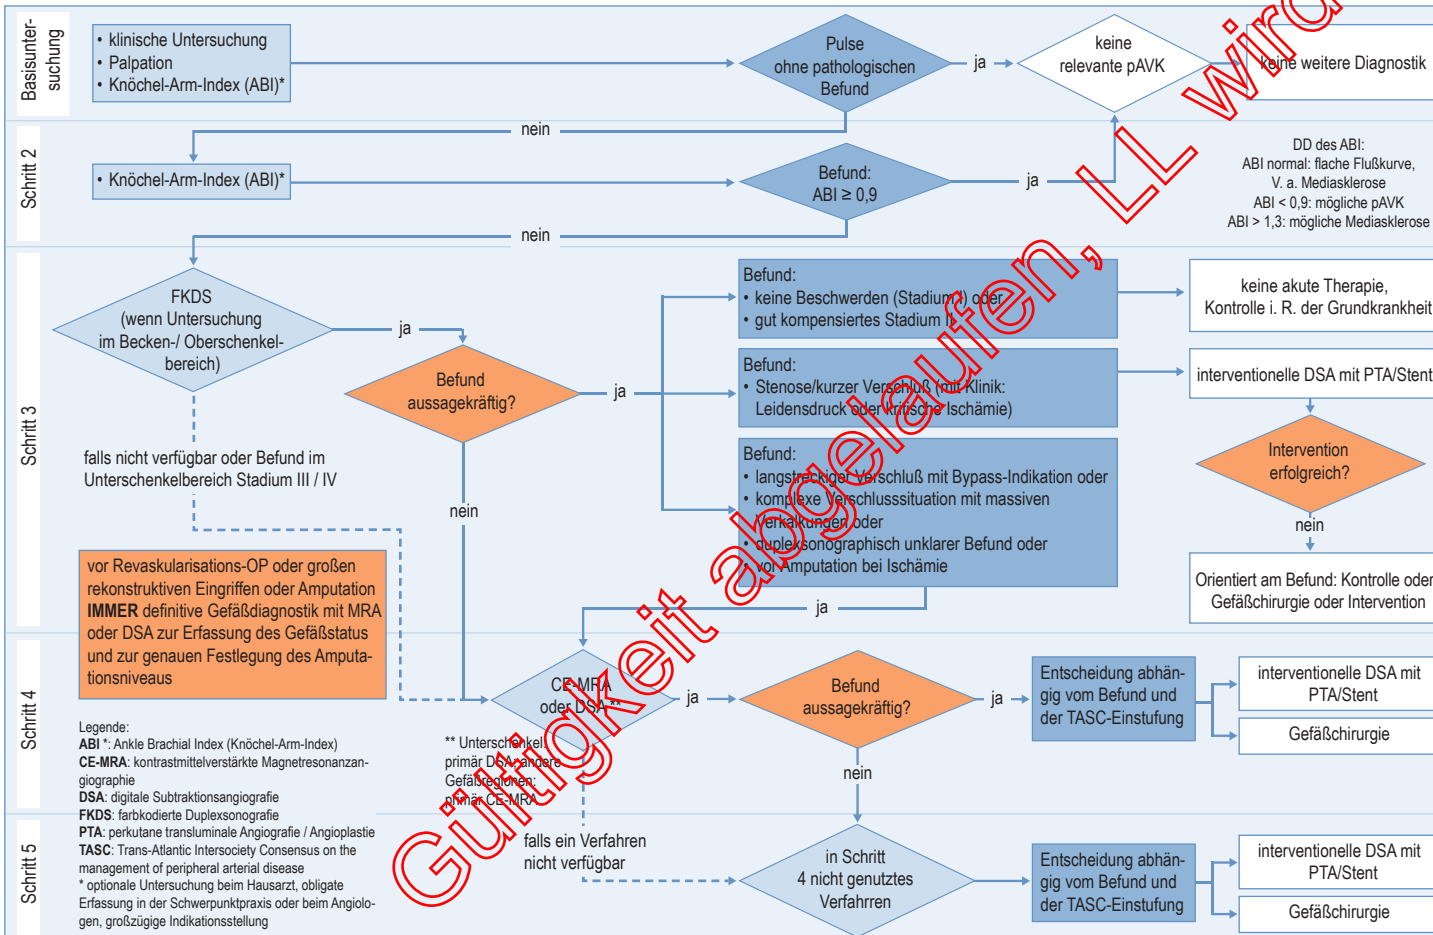 Basisunter-
suchung
• klinische Untersuchung
• Palpation
• Knöchel-Arm-Index (ABI)*
Pulse
ohne pathologischen
Befund
ja
keine
relevante pAVK
keine weitere Diagnostik
nein
Schritt 2
• Knöchel-Arm-Index (ABI)*
Befund:
ABI ≥ 0,9
ja
DD des ABI:
ABI normal: flache Flußkurve,
V. a. Mediasklerose
ABI < 0,9: mögliche pAVK
ABI > 1,3: mögliche Mediasklerose
nein
Schritt 3
FKDS
(wenn Untersuchung
im Becken-/ Oberschenkel-
bereich)
ja
Befund
aussagekräftig?
ja
Befund:
• keine Beschwerden (Stadium I) oder
• gut kompensiertes Stadium II
keine akute Therapie,
Kontrolle i. R. der Grundkrankheit
Befund:
• Stenose/kurzer Verschluß (mit Klinik:
Leidensdruck oder kritische Ischämie)
interventionelle DSA mit PTA/Stent
Intervention
erfolgreich?
nein
Orientiert am Befund: Kontrolle oder
Gefäßchirurgie oder Intervention
Befund:
• langstreckiger Verschluß mit Bypass-Indikation oder
• komplexe Verschlusssituation mit massiven
Verkalkungen oder
• duplexsonographisch unklarer Befund oder
• vor Amputation bei Ischämie
ja
falls nicht verfügbar oder Befund im
Unterschenkelbereich Stadium III / IV
nein
vor Revaskularisations-OP oder großen
rekonstruktiven Eingriffen oder Amputation
IMMER definitive Gefäßdiagnostik mit MRA
oder DSA zur Erfassung des Gefäßstatus
und zur genauen Festlegung des Amputa-
tionsniveaus
Schritt 4
CE-MRA
oder DSA **
ja
Befund
aussagekräftig?
ja
Entscheidung abhän-
gig vom Befund und
der TASC-Einstufung
interventionelle DSA mit
PTA/Stent
Gefäßchirurgie
nein
** Unterschenkel:
primär DSA; andere
Gefäßregionen:
primär CE-MRA
Legende:
ABI *: Ankle Brachial Index (Knöchel-Arm-Index)
CE-MRA: kontrastmittelverstärkte Magnetresonanzan-
giographie
DSA: digitale Subtraktionsangiografie
FKDS: farbkodierte Duplexsonografie
PTA: perkutane transluminale Angiografie / Angioplastie
TASC: Trans-Atlantic Intersociety Consensus on the
management of peripheral arterial disease
* optionale Untersuchung beim Hausarzt, obligate
Erfassung in der Schwerpunktpraxis oder beim Angiolo-
gen, großzügige Indikationsstellung
Schritt 5
falls ein Verfahren
nicht verfügbar
in Schritt
4 nicht genutztes
Verfahrren
Entscheidung abhän-
gig vom Befund und
der TASC-Einstufung
interventionelle DSA mit
PTA/Stent
Gefäßchirurgie
Gültigkeit abgelaufen, LL wird